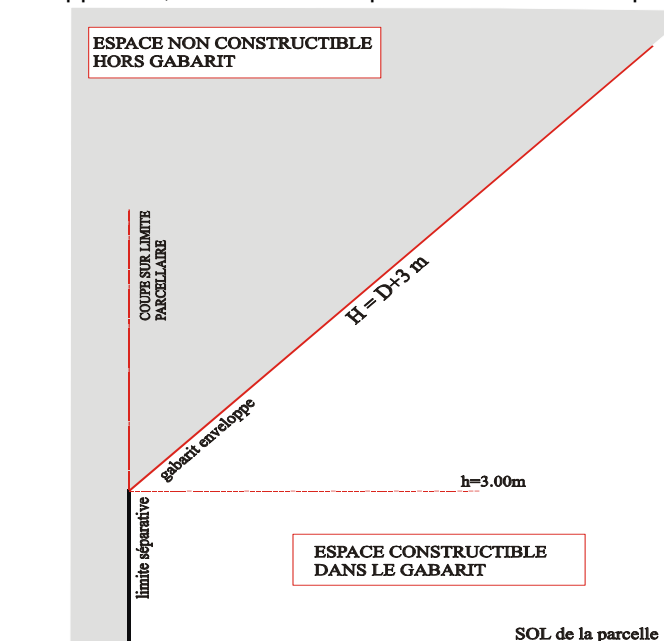 ESPACE NON CONSTRUCTIBLE
HORS GABARIT
COUPE SUR LIMITE
PARCELLAIRE
H = D+3 m
gabarit enveloppe
h=3.00m
limite séparative
ESPACE CONSTRUCTIBLE
DANS LE GABARIT
SOL de la parcelle